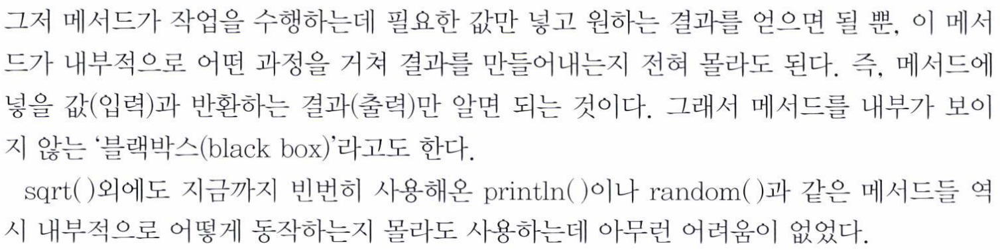 그저 메서드가 작업을 수행하는데 필요한 값만 넣고 원하는 결과를 얻으면 될 뿐, 이 메서
드가 내부적으로 어떤 과정을 거쳐 결과를 만들어내는지 전혀 몰라도 된다. 즉, 메서드에
넣을 값(입력)과 반환하는 결과(출력)만 알면 되는 것이다. 그래서 메서드를 내부가 보이
지 않는 ‘블랙박스(black box)’라고도 한다.
sqrt( )외에도 지금까지 빈번히 사용해온 println( )이나 random( )과 같은 메서드들 역
시 내부적으로 어떻게 동작하는지 몰라도 사용하는데 아무런 어려움이 없었다.